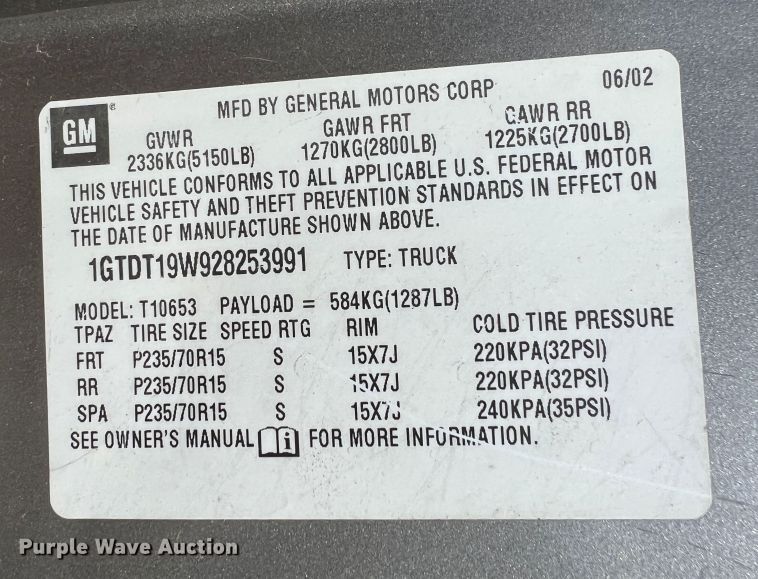 GM ®
MFD BY GENERAL MOTORS CORP 06/02
GVWR GAWR FRT GAWR RR
2336KG(5150LB) 1270KG(2800LB) 1225KG(2700LB)
THIS VEHICLE CONFORMS TO ALL APPLICABLE U.S. FEDERAL MOTOR
VEHICLE SAFETY AND THEFT PREVENTION STANDARDS IN EFFECT ON
THE DATE OF MANUFACTURE SHOWN ABOVE.
1GTDT19W928253991 TYPE: TRUCK
MODEL: T10653 PAYLOAD = 584KG(1287LB)
TPAZ TIRE SIZE SPEED RTG RIM COLD TIRE PRESSURE
FRT P235/70R15 S 15X7J 220KPA(32PSI)
RR P235/70R15 S 15X7J 220KPA(32PSI)
SPA P235/70R15 S 15X7J 240KPA(35PSI)
SEE OWNER'S MANUAL i FOR MORE INFORMATION.
Purple Wave Auction